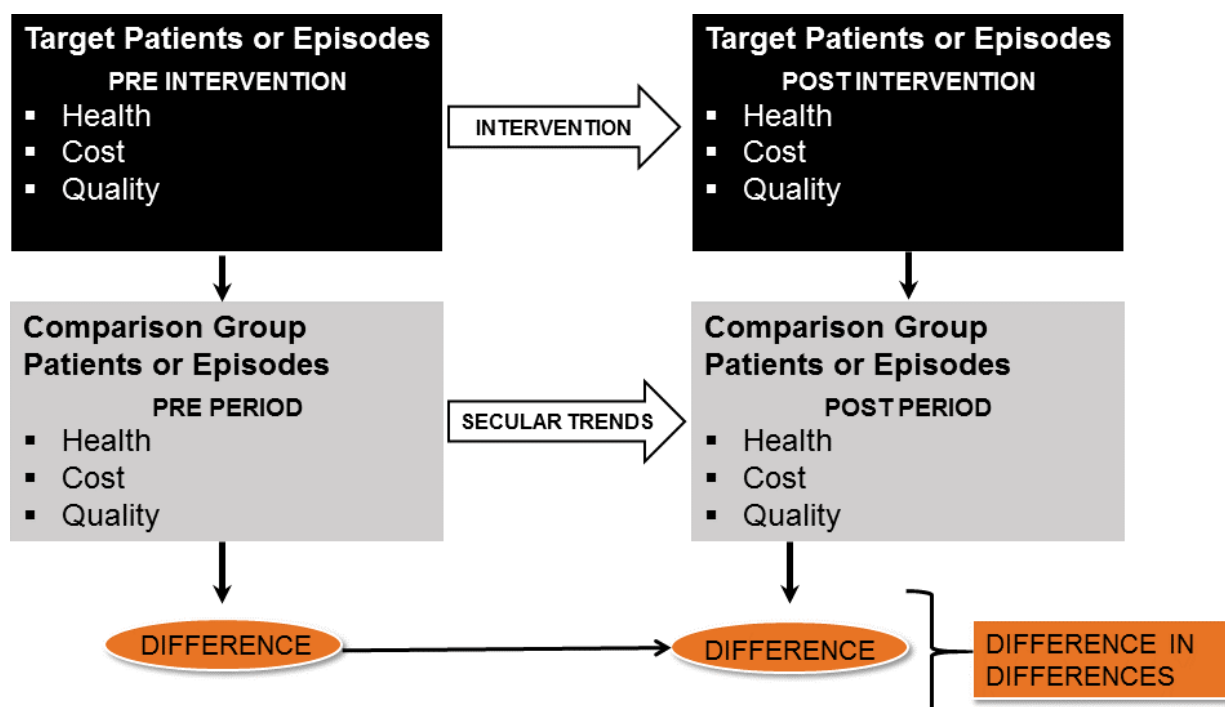 Target Patients or Episodes
PRE INTERVENTION
▪ Health
▪ Cost
▪ Quality
INTERVENTION
Target Patients or Episodes
POST INTERVENTION
▪ Health
▪ Cost
▪ Quality
Comparison Group
Patients or Episodes
PRE PERIOD
▪ Health
▪ Cost
▪ Quality
SECULAR TRENDS
Comparison Group
Patients or Episodes
POST PERIOD
▪ Health
▪ Cost
▪ Quality
DIFFERENCE
DIFFERENCE
DIFFERENCE IN
DIFFERENCES